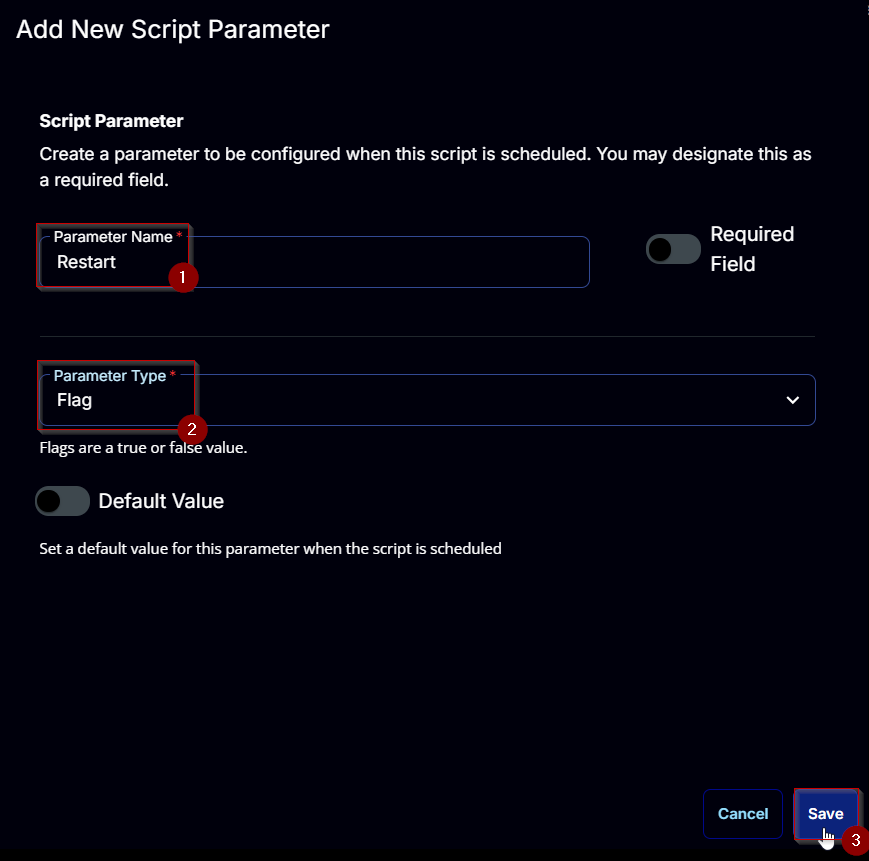 Add New Script Parameter
Script Parameter
Create a parameter to be configured when this script is scheduled. You may designate this as
a required field.
Parameter Name *
Restart
1
Required
Field
Parameter Type *
Flag
2
Flags are a true or false value.
Default Value
Set a default value for this parameter when the script is scheduled
Cancel
Save
3